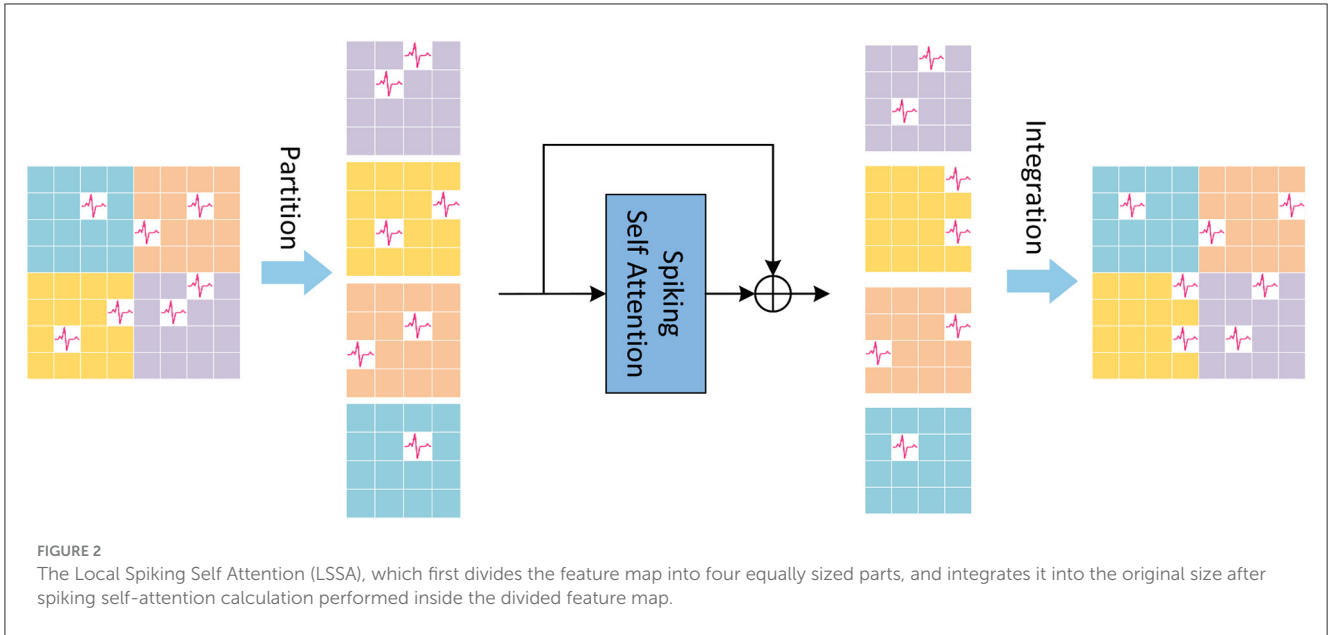 Partition
Spiking
Self Attention
Integration
FIGURE 2
The Local Spiking Self Attention (LSSA), which first divides the feature map into four equally sized parts, and integrates it into the original size after
spiking self-attention calculation performed inside the divided feature map.